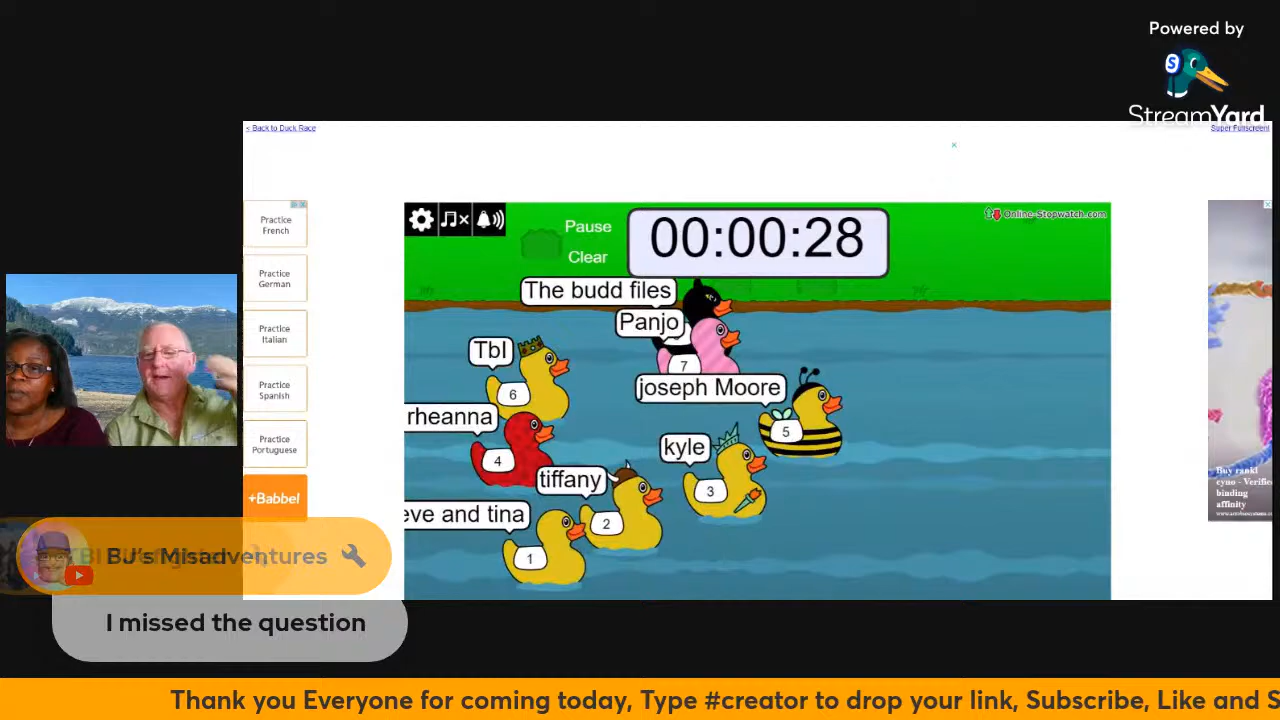 Powered by
StreamYard
< Back to Duck Race
Super Fullscreen!
Practice
French
Practice
German
Practice
Italian
Practice
Spanish
Practice
Portuguese
+Babbel
Pause
Clear
00:00:28
Online-Stopwatch.com
The budd files
Panjo
7
Tbl
6
joseph Moore
5
rheanna
4
kyle
3
tiffany
2
eve and tina
1
binding
affinity
BJ's Misadventures
I missed the question
Thank you Everyone for coming today, Type #creator to drop your link, Subscribe, Like and S